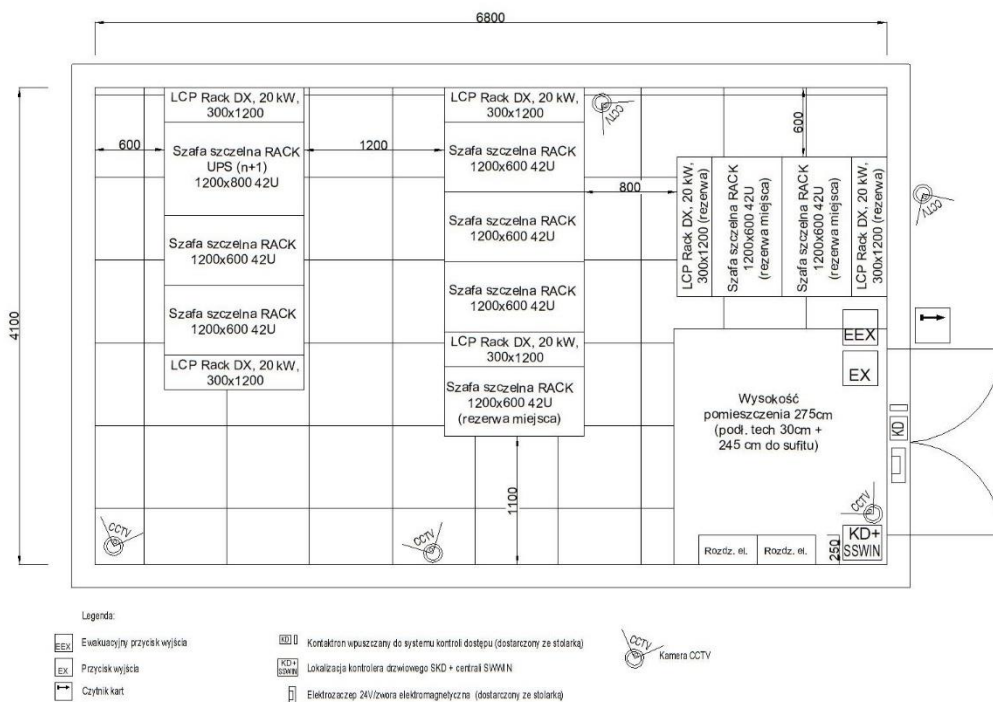 6800
4100
LCP Rack DX, 20 kW,
300x1200
600
Szafa szczelna RACK
UPS (n+1)
1200x800 42U
1200
Szafa szczelna RACK
1200x600 42U
Szafa szczelna RACK
1200x600 42U
LCP Rack DX, 20 kW,
300x1200
LCP Rack DX, 20 kW,
300x1200
Szafa szczelna RACK
1200x600 42U
Szafa szczelna RACK
1200x600 42U
Szafa szczelna RACK
1200x600 42U
LCP Rack DX, 20 kW,
300x1200
Szafa szczelna RACK
1200x600 42U
(rezerwa miejsca)
1100
800
600
LCP Rack DX, 20 kW,
300x1200 (rezerwa)
Szafa szczelna RACK
1200x600 42U
(rezerwa miejsca)
Szafa szczelna RACK
1200x600 42U
(rezerwa miejsca)
LCP Rack DX, 20 kW,
300x1200 (rezerwa)
CCTV
CCTV
EEX
EX
Wysokość
pomieszczenia 275cm
(podł. tech 30cm +
245 cm do sufitu)
KD
CCTV
CCTV
CCTV
Rozdz. el.
Rozdz. el.
250
KD+
SSWIN
Legenda:
EEX Ewakuacyjny przycisk wyjścia
EX Przycisk wyjścia
Czytnik kart
KD Kontaktron wpuszczany do systemu kontroli dostępu (dostarczony ze stolarką)
KD+
SSWIN Lokalizacja kontrolera drzwiowego SKD + centrali SWWIN
Elektrozaczep 24V/zwora elektromagnetyczna (dostarczony ze stolarką)
CCTV
Kamera CCTV